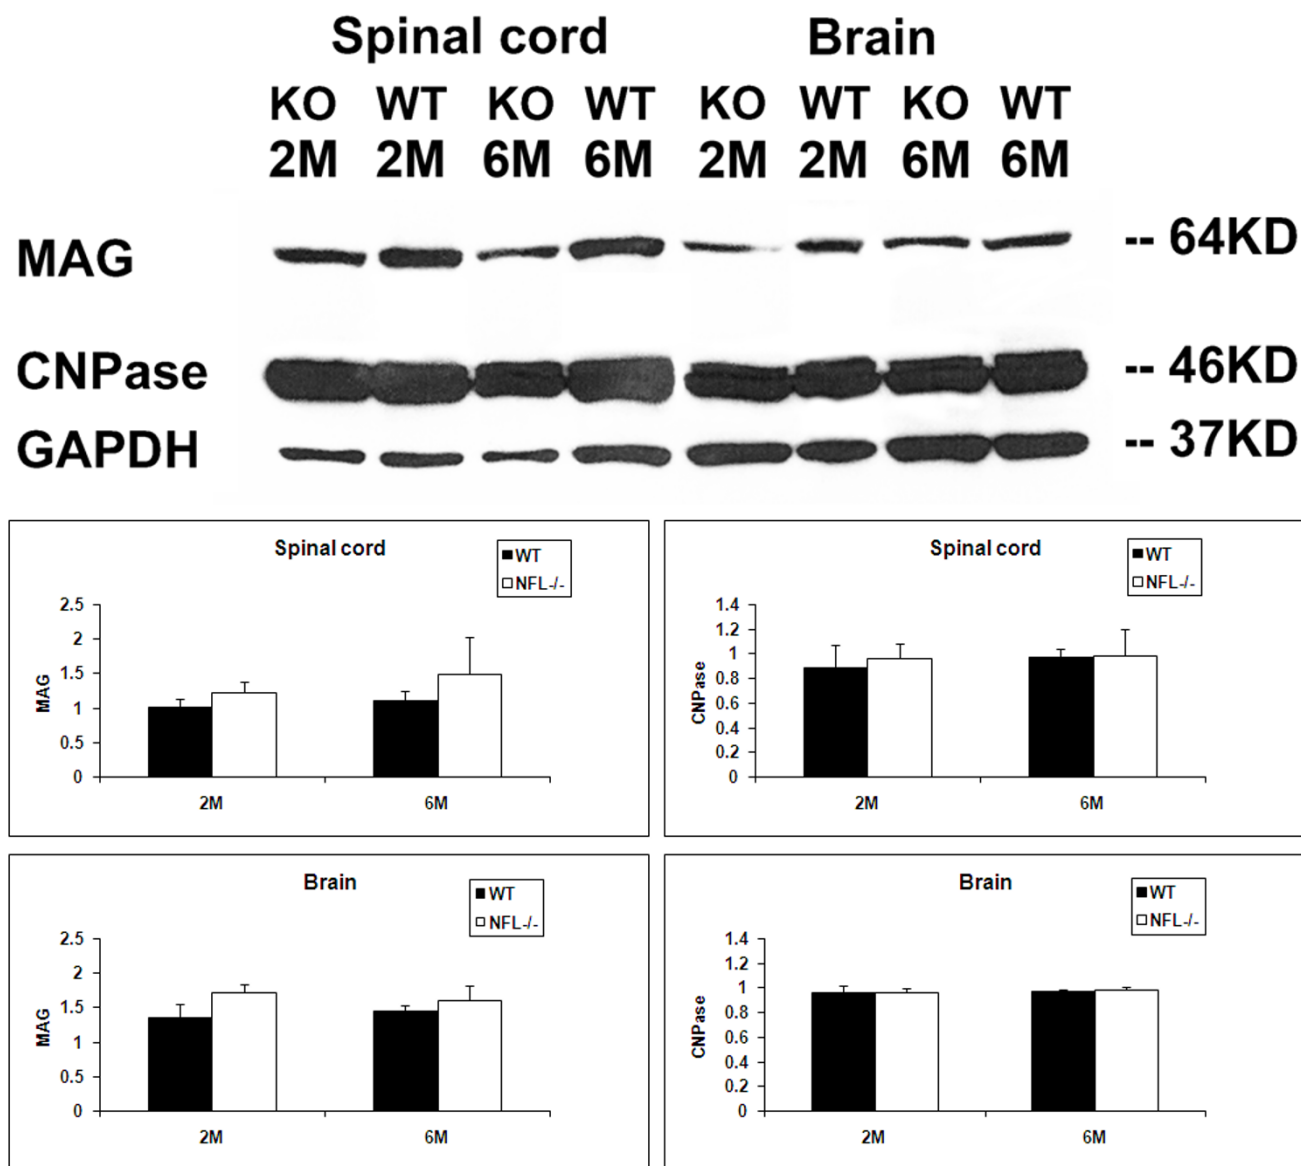 Spinal cord Brain
KO WT KO WT KO WT KO WT
2M 2M 6M 6M 2M 2M 6M 6M
MAG -- 64KD
CNPase -- 46KD
GAPDH -- 37KD
Spinal cord
WT
NFL-/-
2.5
2
1.5
1
0.5
0
MAG
2M 6M
Spinal cord
WT
NFL-/-
1.4
1.2
1
0.8
0.6
0.4
0.2
0
CNPase
2M 6M
Brain
WT
NFL-/-
2.5
2
1.5
1
0.5
0
MAG
2M 6M
Brain
WT
NFL-/-
1.4
1.2
1
0.8
0.6
0.4
0.2
0
CNPase
2M 6M